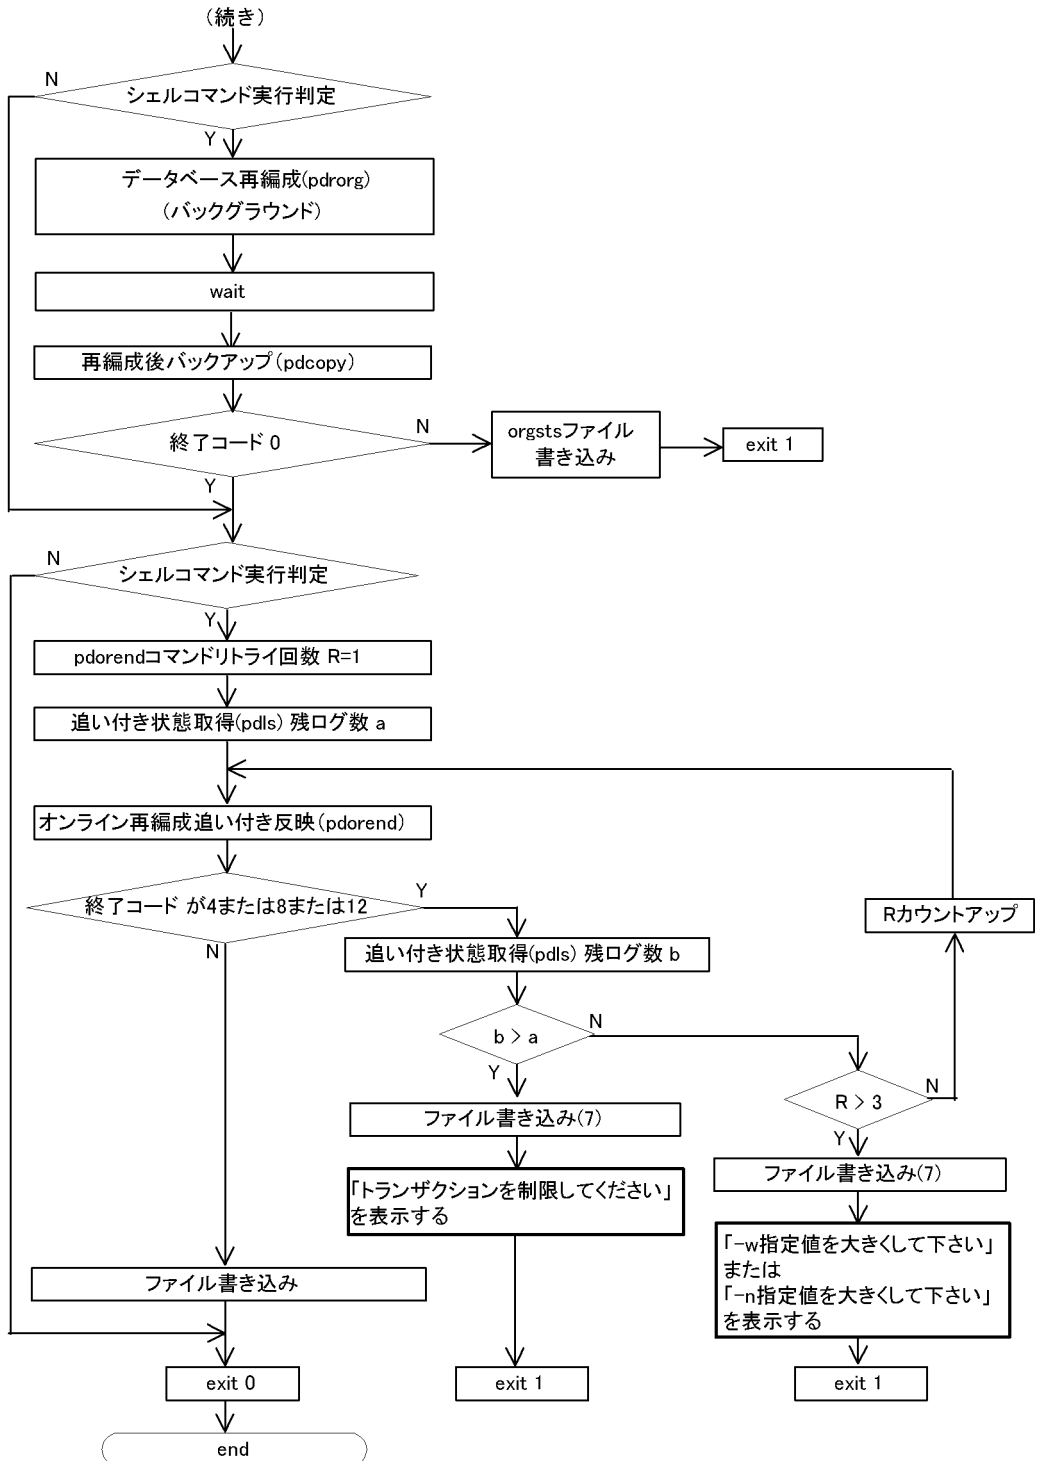 (続き)
N
シェルコマンド実行判定
Y
データベース再編成(pdrorg)
(バックグラウンド)
wait
再編成後バックアップ(pdcopy)
終了コード 0
N
orgstsファイル
書き込み
exit 1
Y
N
シェルコマンド実行判定
Y
pdorendコマンドリトライ回数 R=1
追い付き状態取得(pdls) 残ログ数 a
オンライン再編成追い付き反映(pdorend)
終了コード が4または8または12
Y
N
Rカウントアップ
追い付き状態取得(pdls) 残ログ数 b
b > a
N
Y
R > 3
N
Y
ファイル書き込み(7)
「トランザクションを制限してください」
を表示する
ファイル書き込み(7)
「-w指定値を大きくして下さい」
または
「-n指定値を大きくして下さい」
を表示する
ファイル書き込み
exit 0
exit 1
exit 1
end